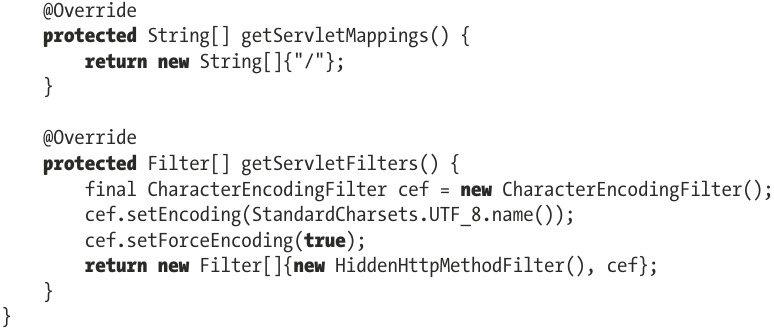 @Override
    protected String[] getServletMappings() {
        return new String[]{"/"};
    }

    @Override
    protected Filter[] getServletFilters() {
        final CharacterEncodingFilter cef = new CharacterEncodingFilter();
        cef.setEncoding(StandardCharsets.UTF_8.name());
        cef.setForceEncoding(true);
        return new Filter[]{new HiddenHttpMethodFilter(), cef};
    }
}